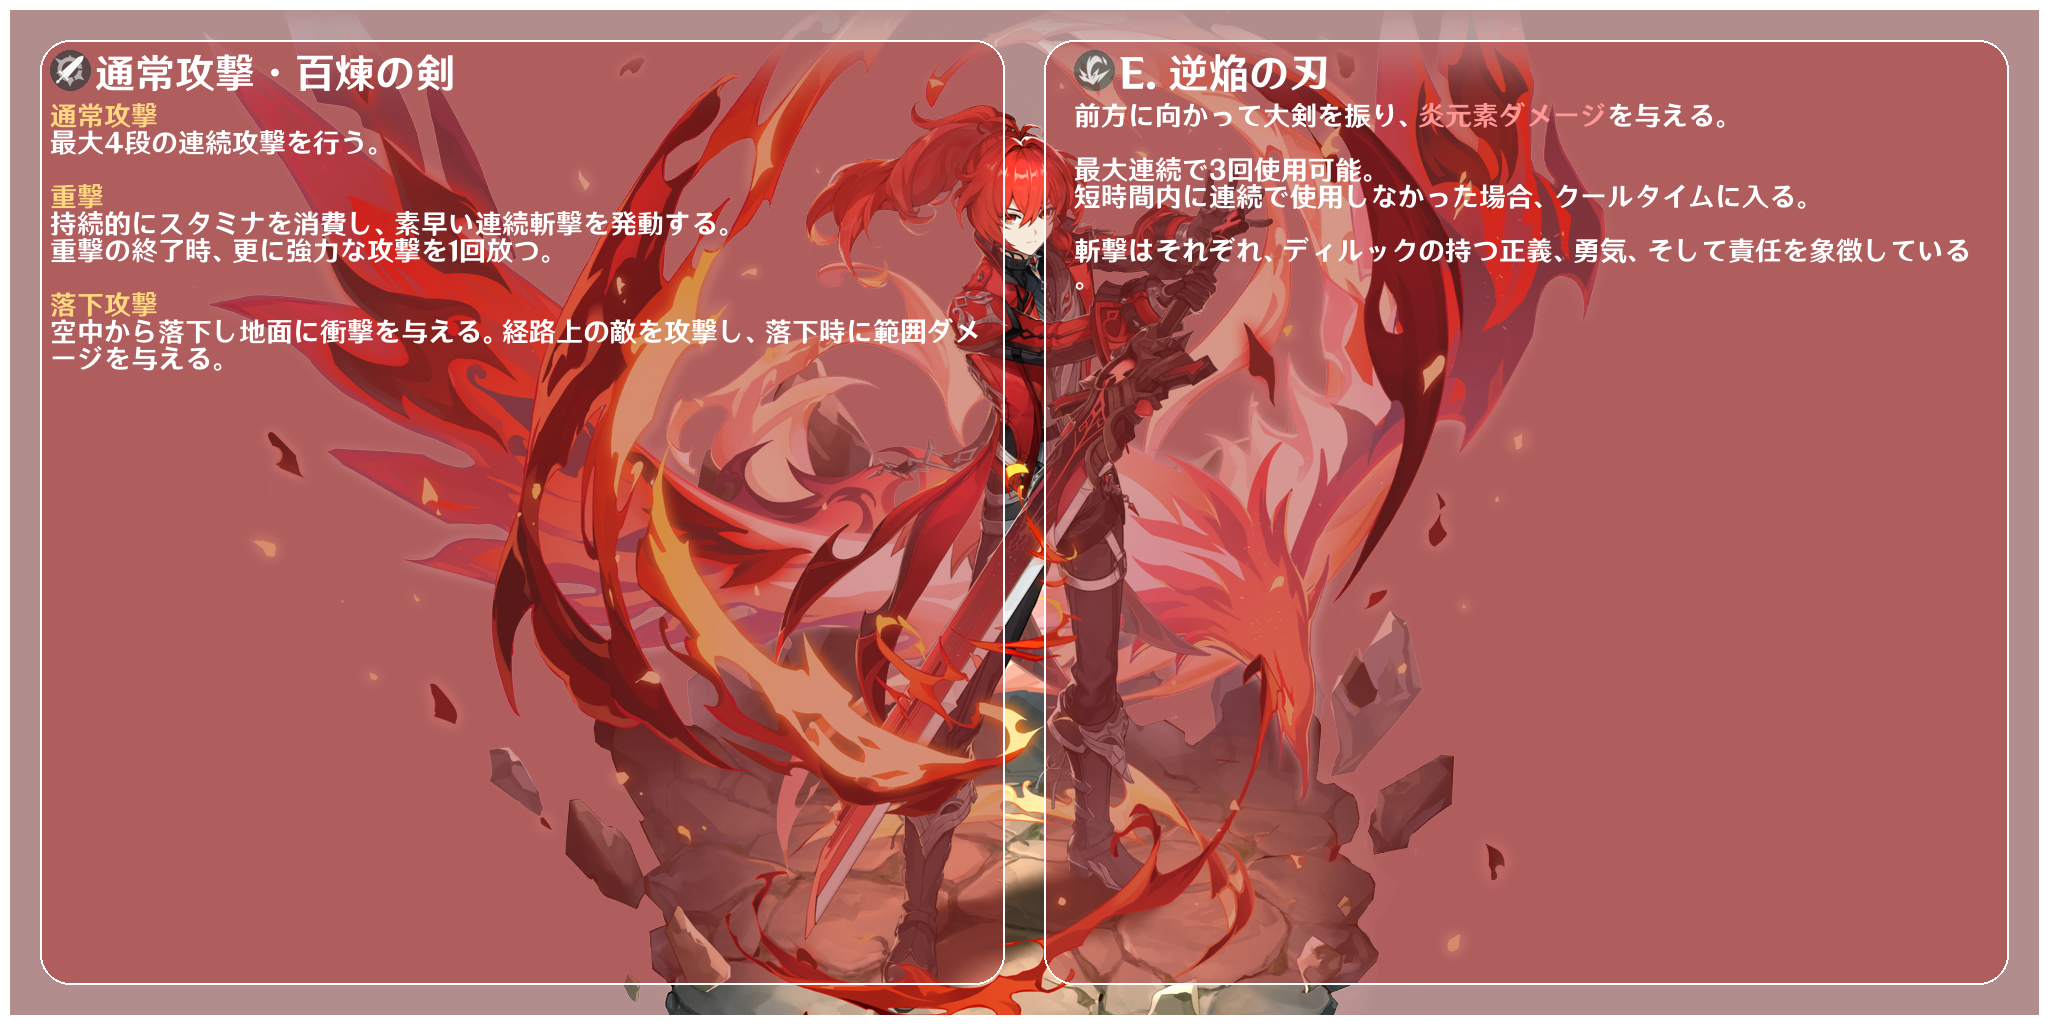 通常攻撃・百煉の剣
通常攻撃
最大4段の連続攻撃を行う。
重撃
持続的にスタミナを消費し、素早い連続斬撃を発動する。
重撃の終了時、更に強力な攻撃を1回放つ。
落下攻撃
空中から落下し地面に衝撃を与える。経路上の敵を攻撃し、落下時に範囲ダメ
ージを与える。
E. 逆焔の刃
前方に向かって大剣を振り、炎元素ダメージを与える。
最大連続で3回使用可能。
短時間内に連続で使用しなかった場合、クールタイムに入る。
斬撃はそれぞれ、ディルックの持つ正義、勇気、そして責任を象徴している
。